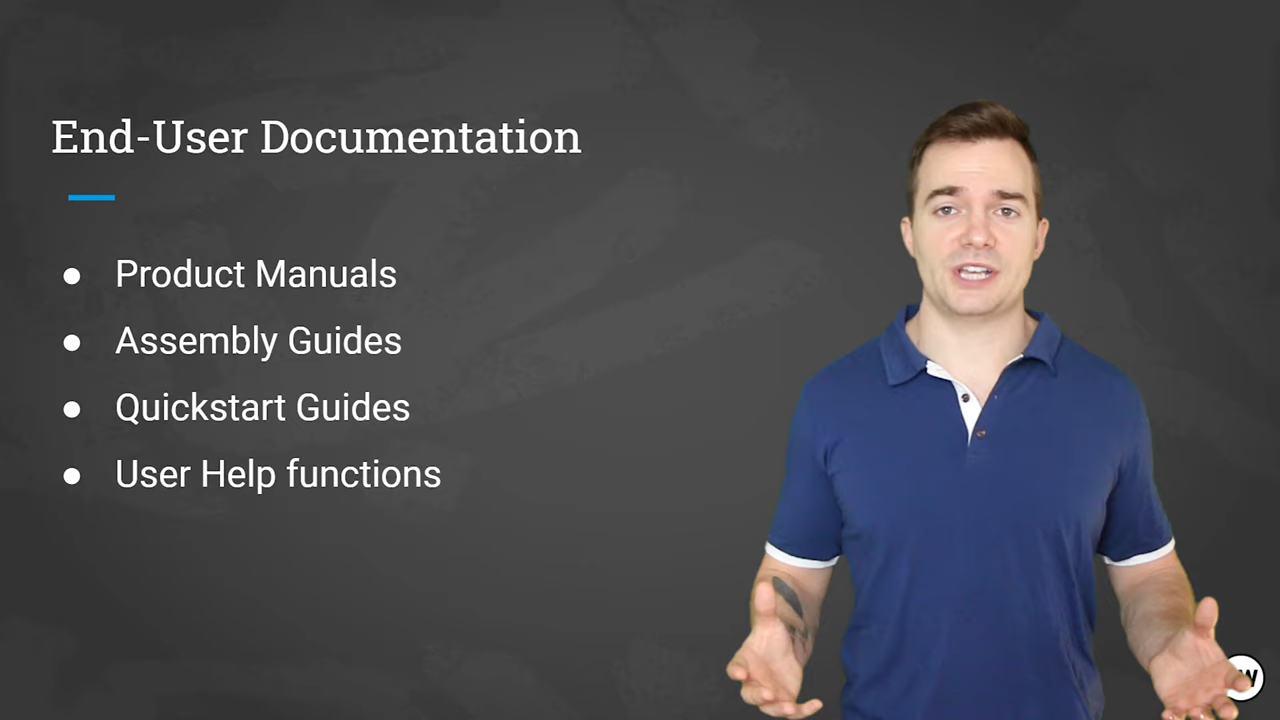 End-User Documentation
● Product Manuals
● Assembly Guides
● Quickstart Guides
● User Help functions